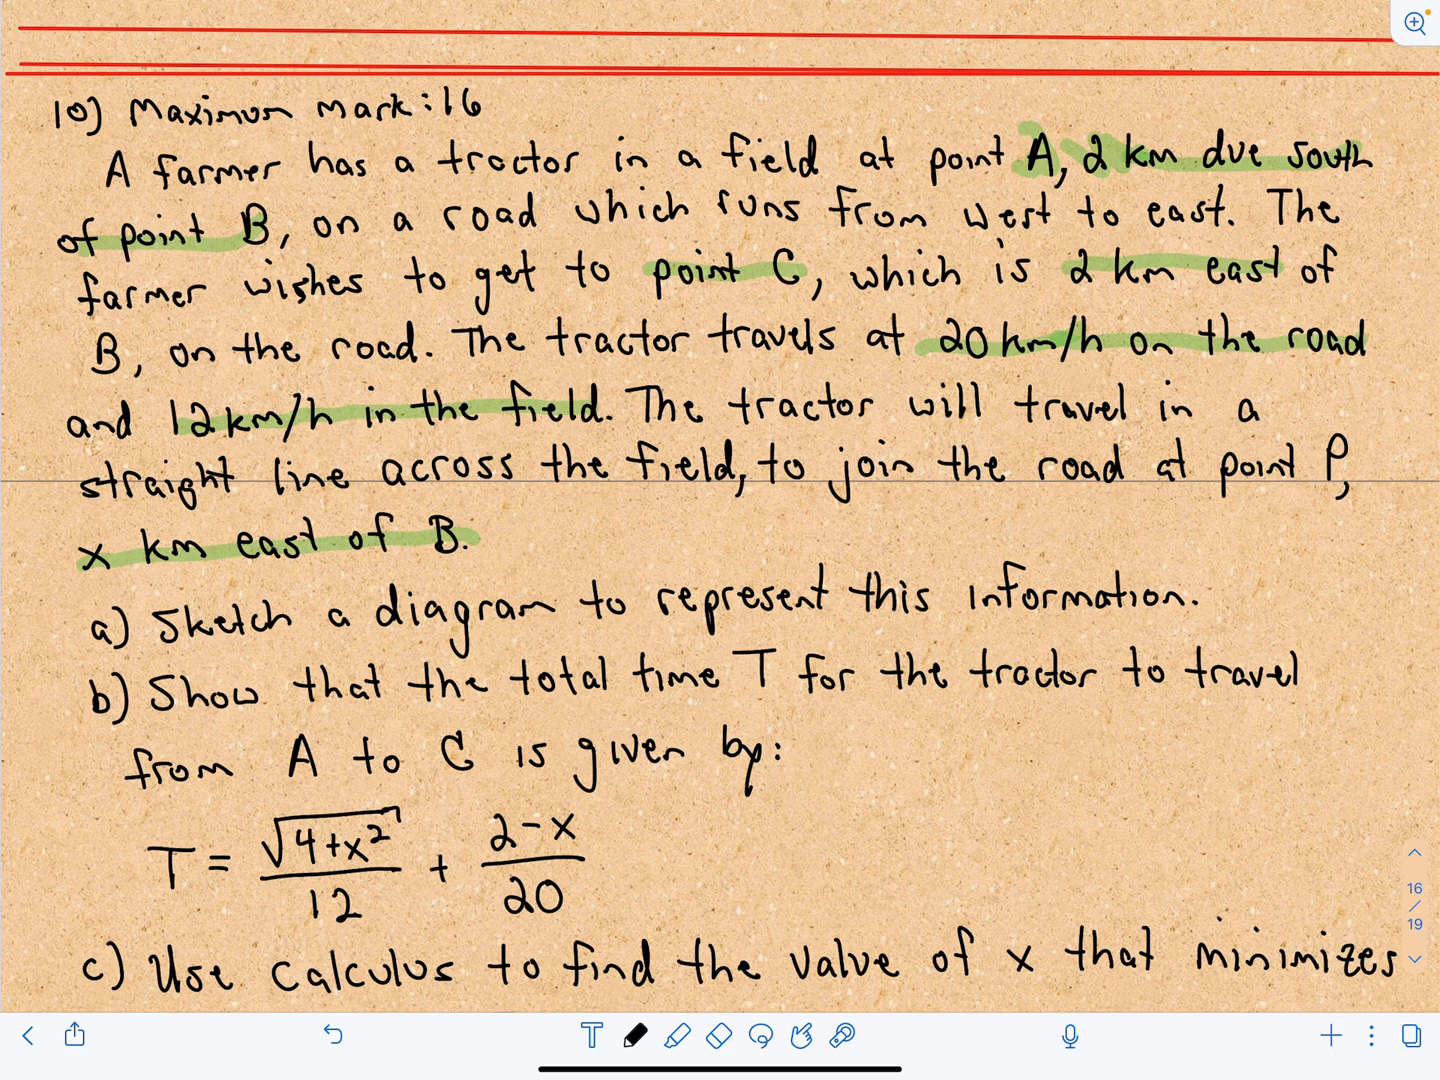 10) Maximum mark: 16
A farmer has a tractor in a field at point A, 2 km due south
of point B, on a road which runs from west to east. The
farmer wishes to get to point C, which is 2 km east of
B, on the road. The tractor travels at 20 km/h on the road
and 12 km/h in the field. The tractor will travel in a
straight line across the field, to join the road at point P,
x km east of B.
a) Sketch a diagram to represent this information.
b) Show that the total time T for the tractor to travel
from A to C is given by:
T = √(4+x²)/12 + (2-x)/20
c) Use calculus to find the value of x that minimizes
16
/
19
T